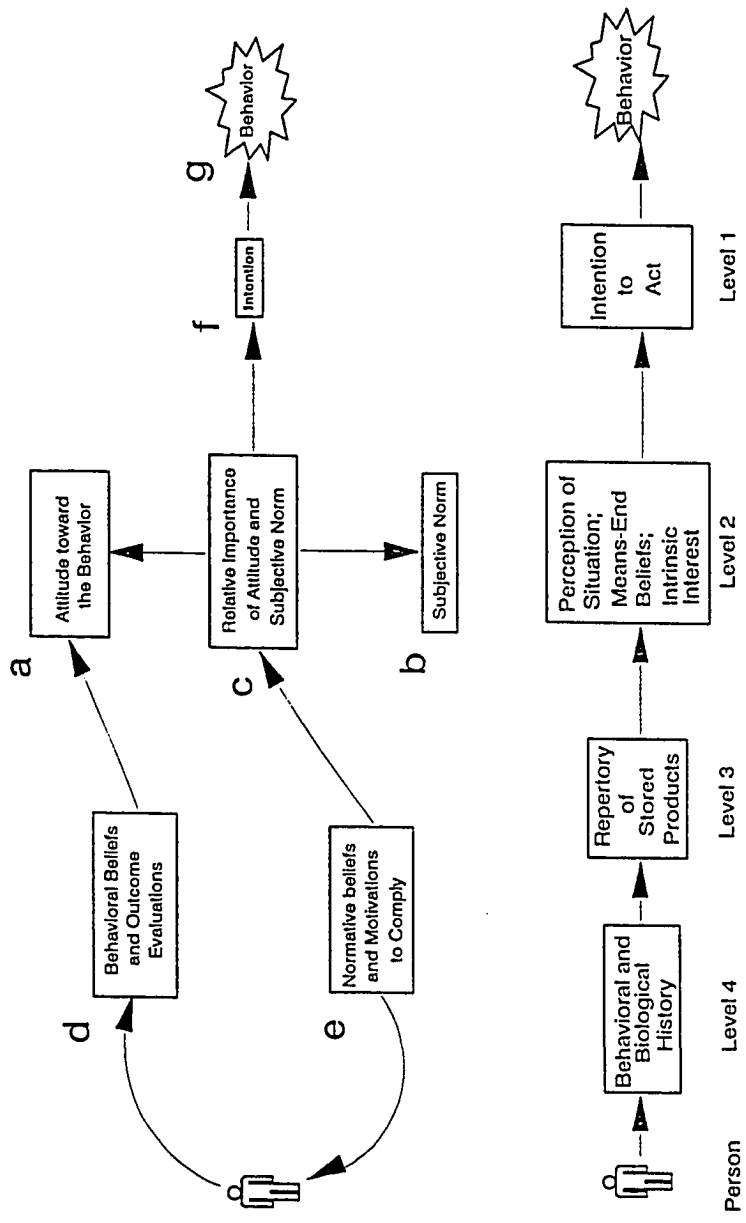 a
Attitude toward
the Behavior
d
Behavioral Beliefs
and Outcome
Evaluations
c
Relative Importance
of Attitude and
Subjective Norm
f
Intention
g
Behavior
e
Normative beliefs
and Motivations
to Comply
b
Subjective Norm
Behavioral and
Biological
History
Repertory
of
Stored
Products
Perception of
Situation;
Means-End
Beliefs;
Intrinsic
Interest
Intention
to
Act
Behavior
Person
Level 4
Level 3
Level 2
Level 1